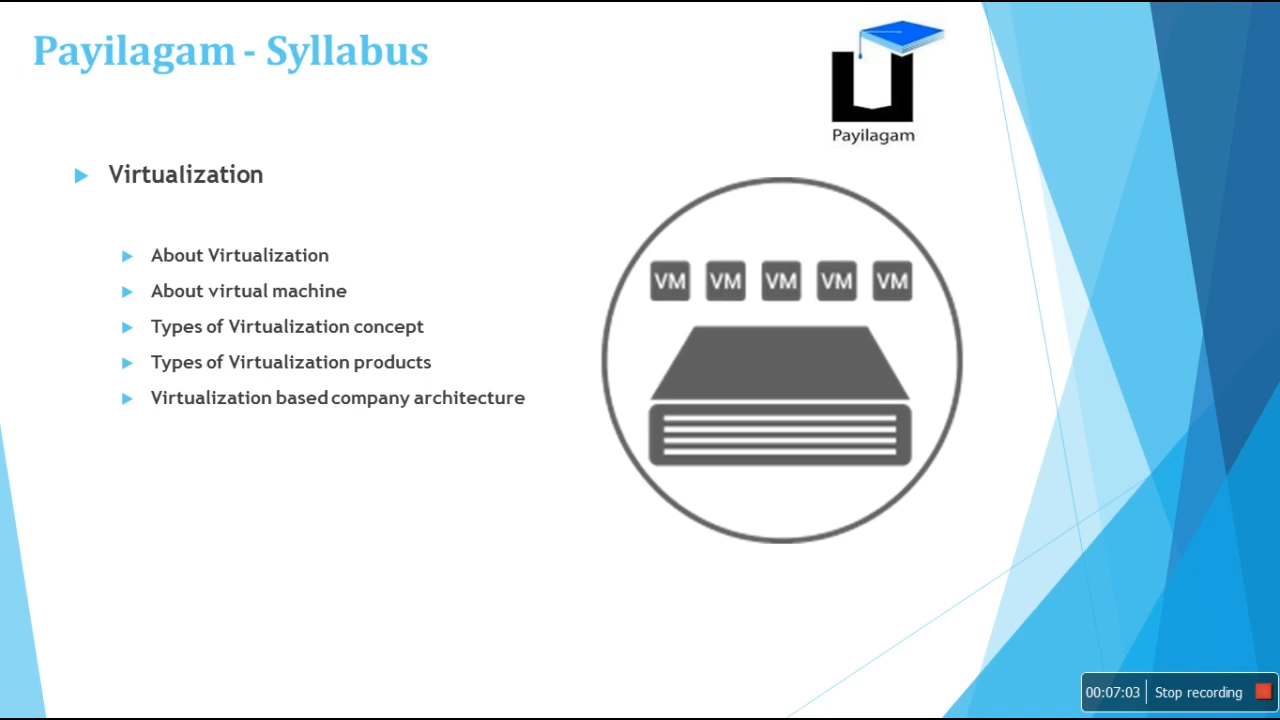 Payilagam - Syllabus
Payilagam
Virtualization
About Virtualization
About virtual machine
Types of Virtualization concept
Types of Virtualization products
Virtualization based company architecture
VM VM VM VM VM
00:07:03 Stop recording